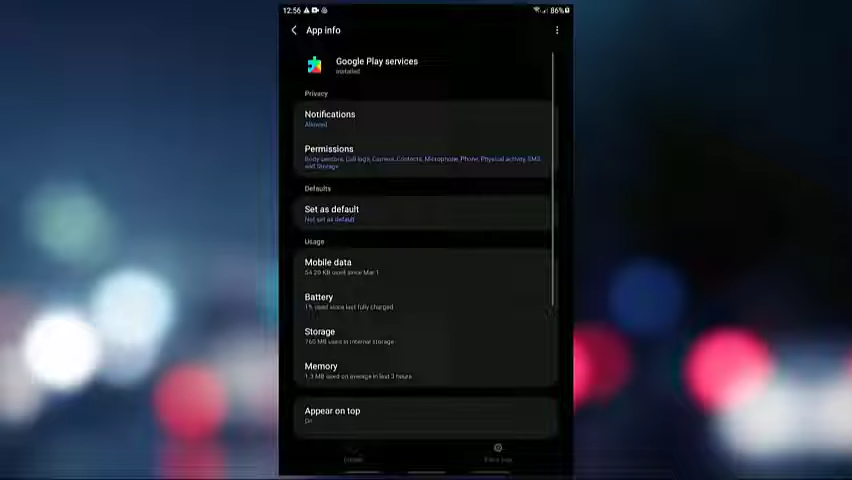 12:56
86%
App info
Google Play services
Installed
Privacy
Notifications
Allowed
Permissions
Body sensors, Call logs, Camera, Contacts, Microphone, Phone, Physical activity, SMS,
and Storage
Defaults
Set as default
Not set as default
Usage
Mobile data
54.20 KB used since Mar 1
Battery
1% used since last fully charged
Storage
760 MB used in Internal storage
Memory
1.3 MB used on average in last 3 hours
Appear on top
On